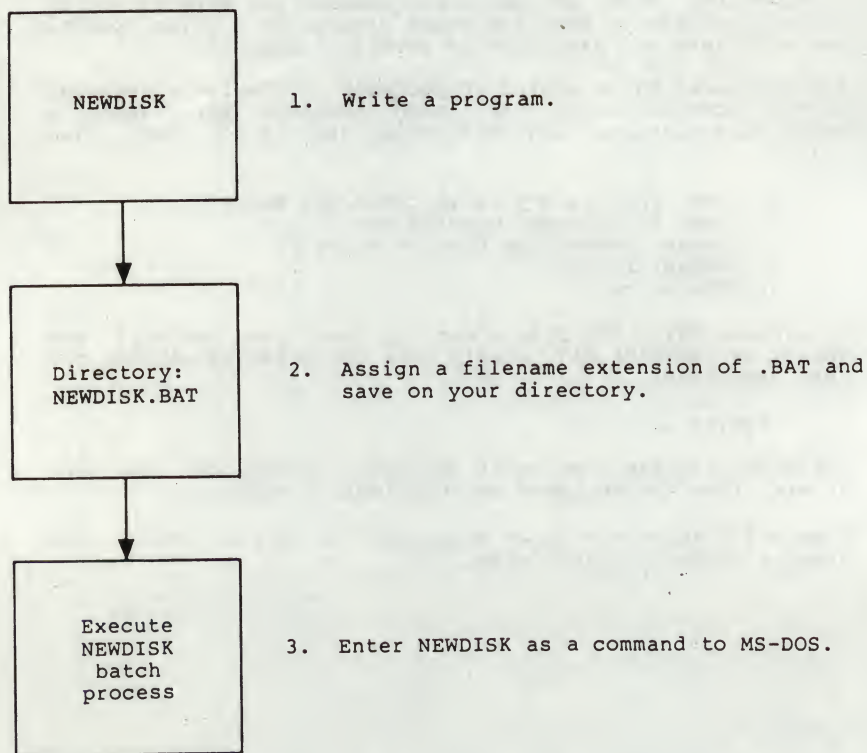 NEWDISK
1. Write a program.
Directory:
NEWDISK.BAT
2. Assign a filename extension of .BAT and
save on your directory.
Execute
NEWDISK
batch
process
3. Enter NEWDISK as a command to MS-DOS.